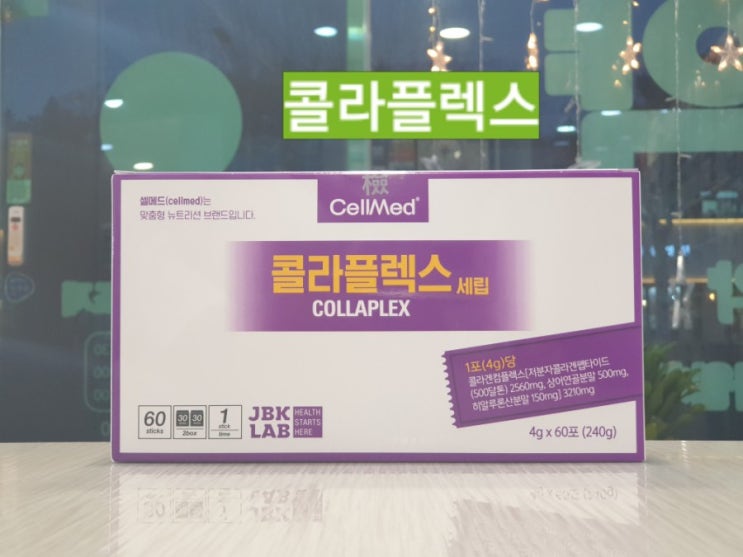 콜라플렉스
檢
CellMed®
셀메드(cellmed)는
맞춤형 뉴트리션 브랜드입니다.
콜라플렉스 세립
COLLAPLEX
1포(4g)당
콜라겐컴플렉스[저분자콜라겐펩타이드
(500달톤) 2560mg, 상어연골분말 500mg,
히알루론산분말 150mg] 3210mg
4g x 60포 (240g)
60
sticks
30 30
2box
1
stick
time
JBK
LAB
HEALTH
STARTS
HERE